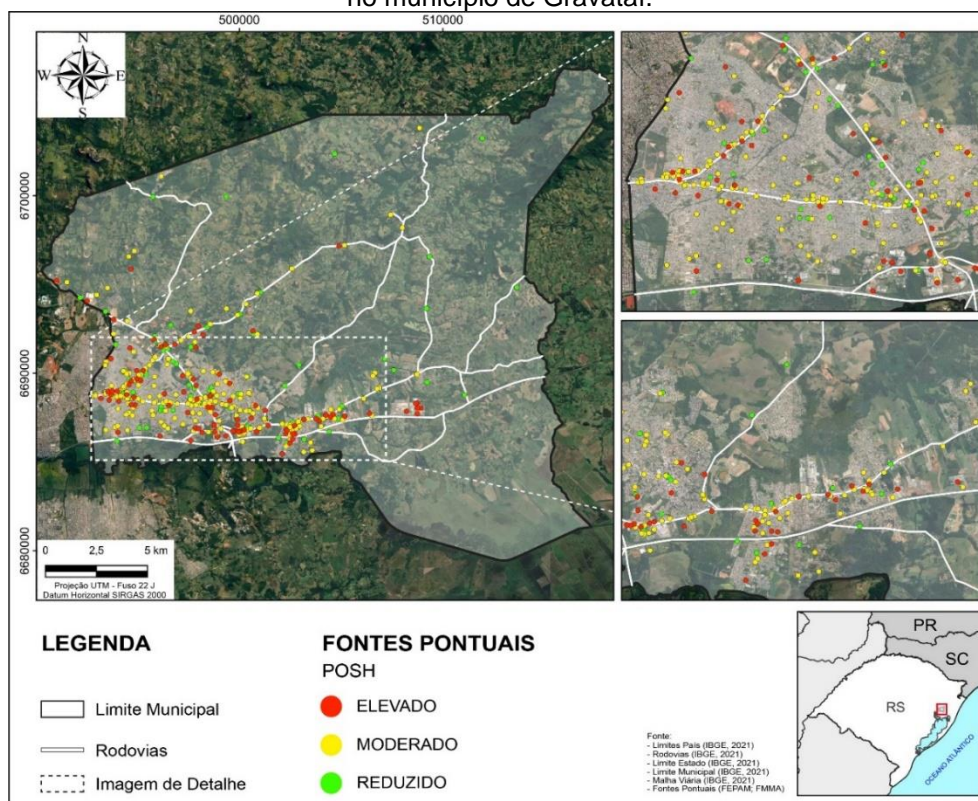 no município de Gravataí.
500000
510000
N
W
E
S
6700000
6690000
6680000
0
2,5
5 km
Projeção UTM - Fuso 22 J
Datum Horizontal SIRGAS 2000
LEGENDA
Limite Municipal
Rodovias
Imagem de Detalhe
FONTES PONTUAIS
POSH
ELEVADO
MODERADO
REDUZIDO
Fonte:
- Limites País (IBGE, 2021)
- Rodovias (IBGE, 2021)
- Limite Estado (IBGE, 2021)
- Limite Municipal (IBGE, 2021)
- Malha Viária (IBGE, 2021)
- Fontes Pontuais (FEPAM; FMMA)
PR
SC
RS
OCEANO ATLÂNTICO